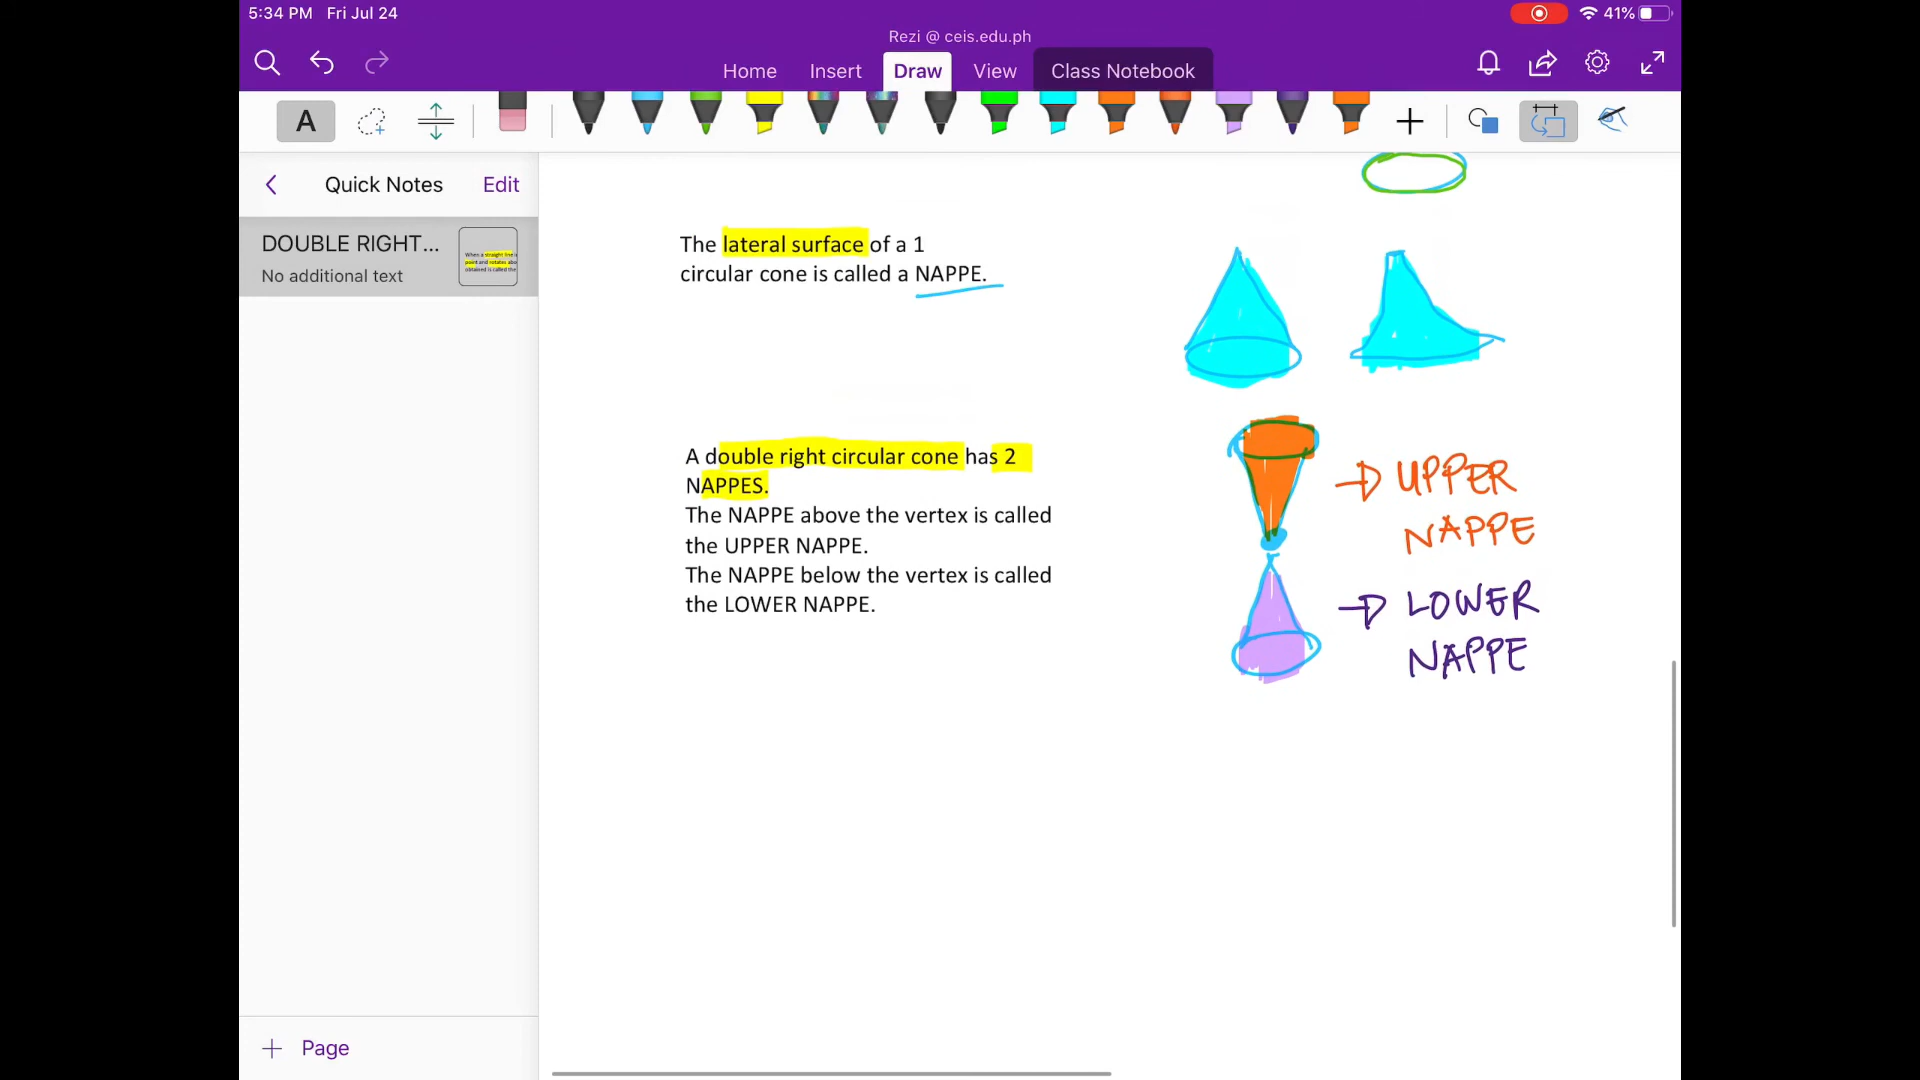 5:34 PM Fri Jul 24
41%
Rezi @ ceis.edu.ph
Home Insert Draw View Class Notebook
A
Quick Notes Edit
DOUBLE RIGHT...
No additional text
The lateral surface of a 1
circular cone is called a NAPPE.
A double right circular cone has 2
NAPPES.
The NAPPE above the vertex is called
the UPPER NAPPE.
The NAPPE below the vertex is called
the LOWER NAPPE.
UPPER
NAPPE
LOWER
NAPPE
Page